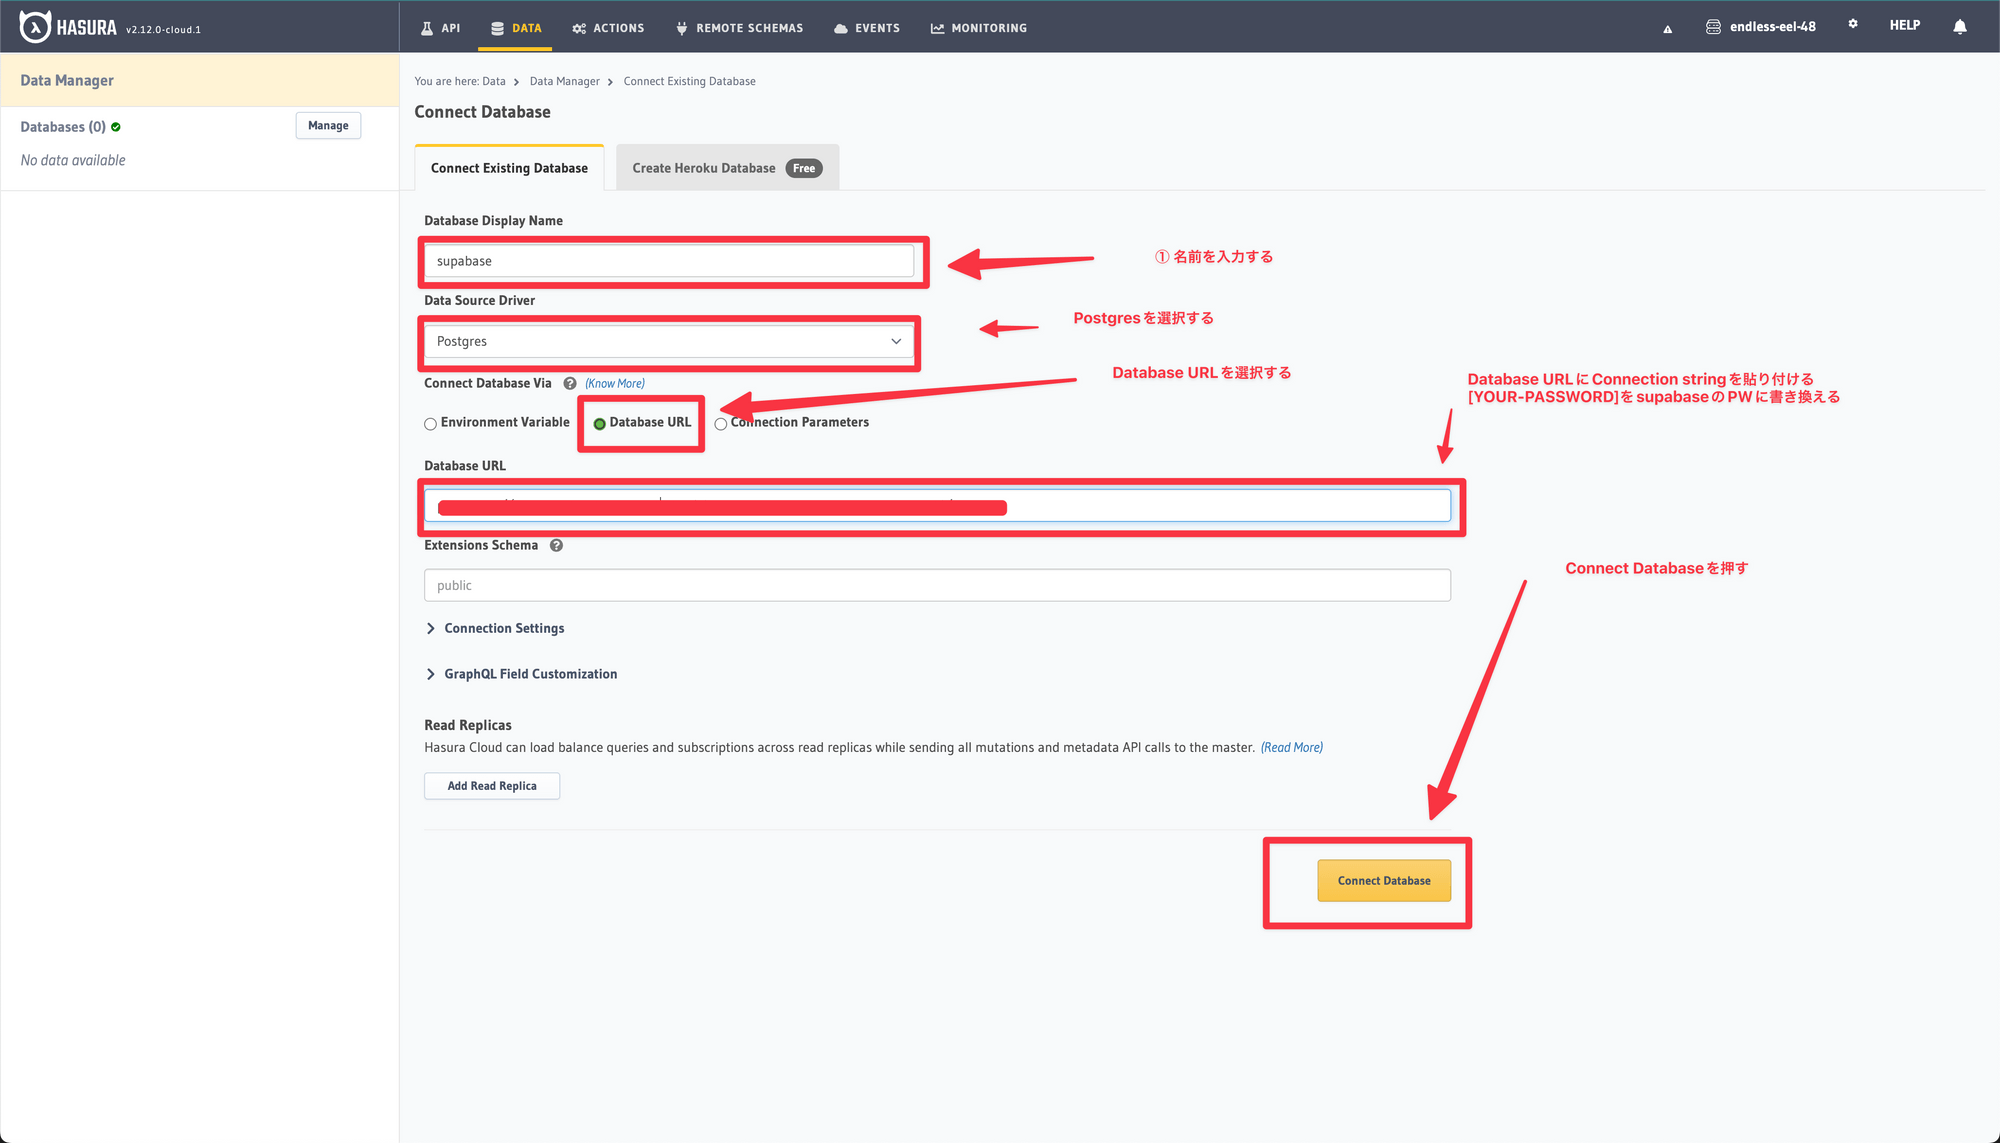 HASURA v2.12.0-cloud.1
API
DATA
ACTIONS
REMOTE SCHEMAS
EVENTS
MONITORING
endless-eel-48
HELP
Data Manager
Databases (0)
Manage
No data available
You are here: Data > Data Manager > Connect Existing Database
Connect Database
Connect Existing Database
Create Heroku Database Free
Database Display Name
supabase
① 名前を入力する
Data Source Driver
Postgres
Postgresを選択する
Connect Database Via ? (Know More)
Database URLを選択する
Environment Variable
Database URL
Connection Parameters
Database URLにConnection stringを貼り付ける
[YOUR-PASSWORD]をsupabaseのPWに書き換える
Database URL
Extensions Schema ?
public
Connect Databaseを押す
Connection Settings
GraphQL Field Customization
Read Replicas
Hasura Cloud can load balance queries and subscriptions across read replicas while sending all mutations and metadata API calls to the master. (Read More)
Add Read Replica
Connect Database